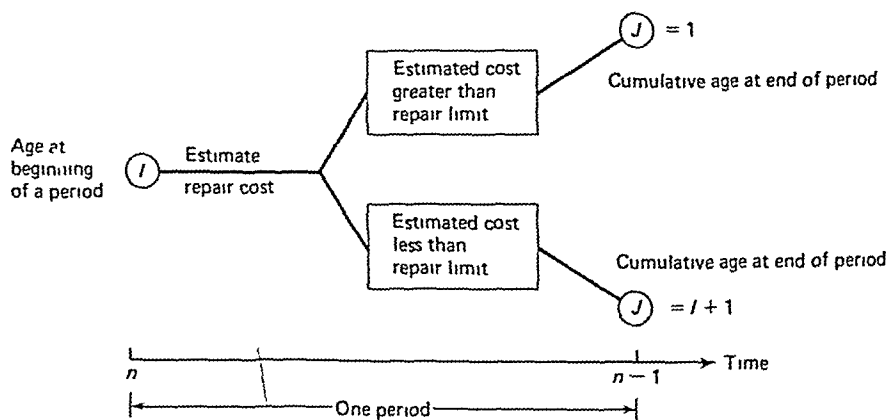 J = 1
Estimated cost
greater than
repair limit
Cumulative age at end of period
Age at
beginning
of a period
I
Estimate
repair cost
Estimated cost
less than
repair limit
Cumulative age at end of period
J = I + 1
Time
n
n − 1
One period